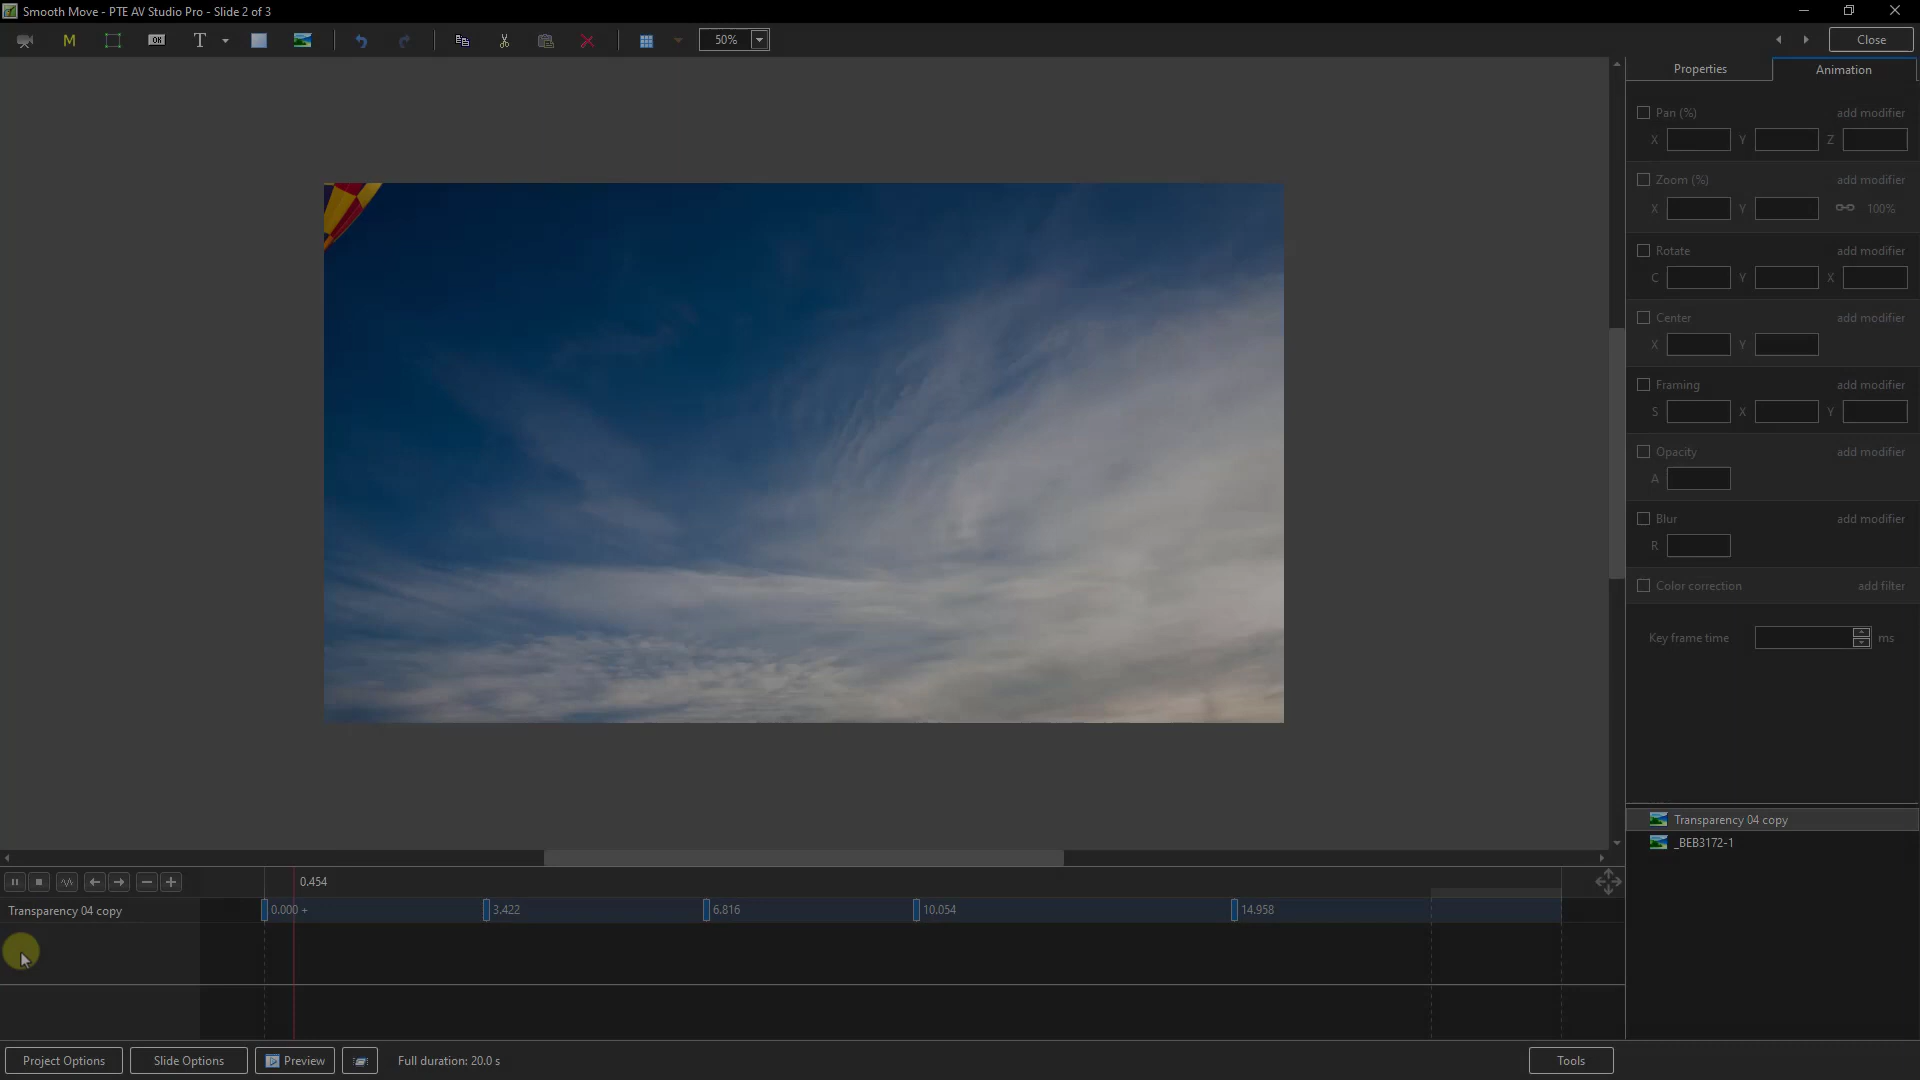 Smooth Move - PTE AV Studio Pro - Slide 2 of 3
M OK T 50% Close
Properties Animation
Pan (%) add modifier
X Y Z
Zoom (%) add modifier
X Y 100%
Rotate add modifier
C Y X
Center add modifier
X Y
Framing add modifier
S X Y
Opacity add modifier
A
Blur add modifier
R
Color correction add filter
Key frame time ms
Transparency 04 copy
_BEB3172-1
0.454
Transparency 04 copy 0.000 + 3.422 6.816 10.054 14.958
Project Options Slide Options Preview Full duration: 20.0 s Tools